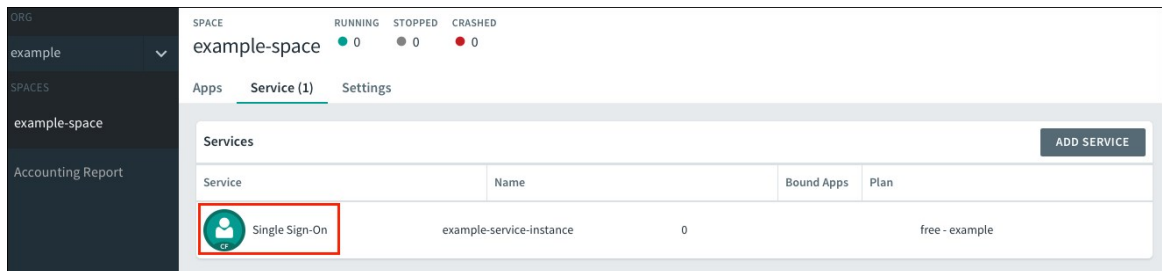 ORG
example
SPACES
example-space
Accounting Report
SPACE RUNNING STOPPED CRASHED
example-space 0 0 0
Apps Service (1) Settings
Services ADD SERVICE
Service Name Bound Apps Plan
CF Single Sign-On example-service-instance 0 free - example